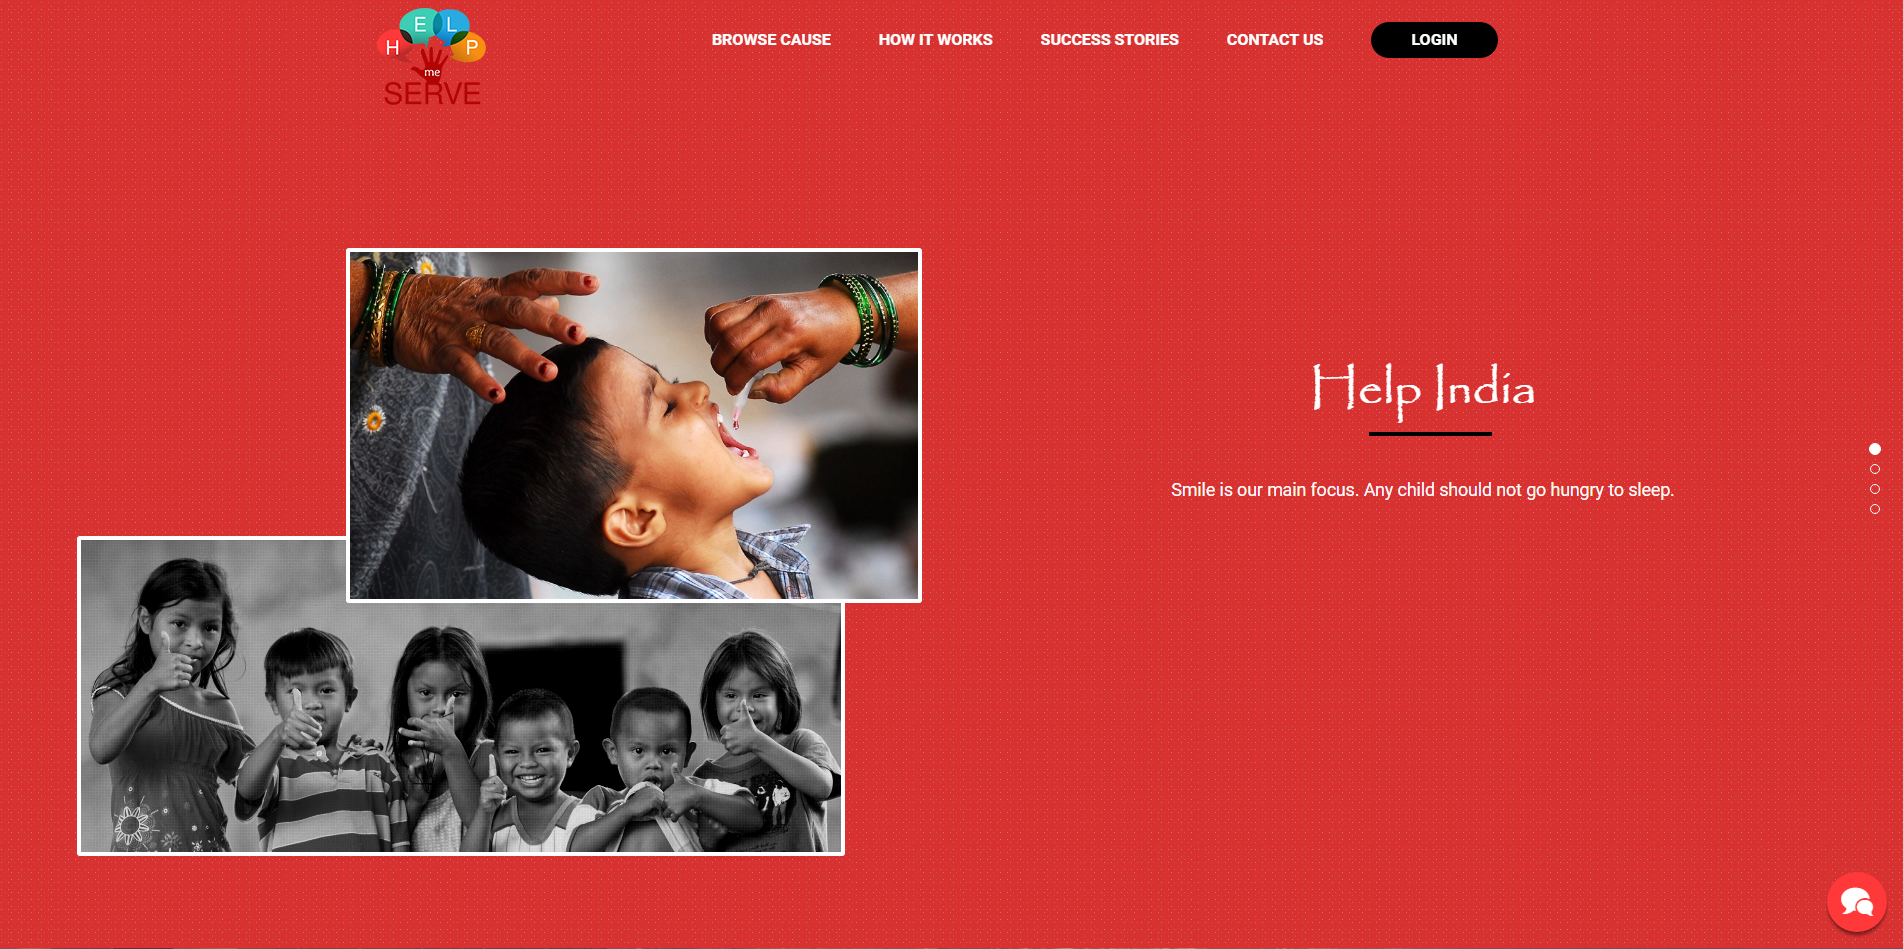 HELP
me
SERVE
BROWSE CAUSE
HOW IT WORKS
SUCCESS STORIES
CONTACT US
LOGIN
Help India
Smile is our main focus. Any child should not go hungry to sleep.